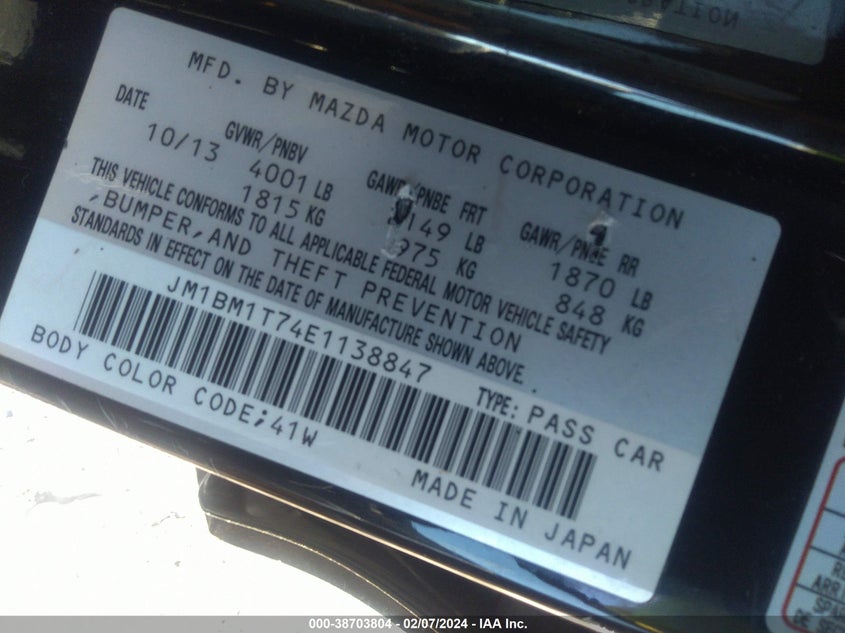 MFD. BY MAZDA MOTOR CORPORATION
DATE GVWR/PNBV GAWR/PNBE FRT GAWR/PNBE RR
10/13 4001 LB 149 LB 1870 LB
1815 KG 975 KG 848 KG
THIS VEHICLE CONFORMS TO ALL APPLICABLE FEDERAL MOTOR VEHICLE SAFETY
, BUMPER, AND THEFT PREVENTION
STANDARDS IN EFFECT ON THE DATE OF MANUFACTURE SHOWN ABOVE.
JM1BM1T74E1138847 TYPE: PASS CAR
BODY COLOR CODE;41W
MADE IN JAPAN
SPAR
DE SE
000-38703804 - 02/07/2024 - IAA Inc.